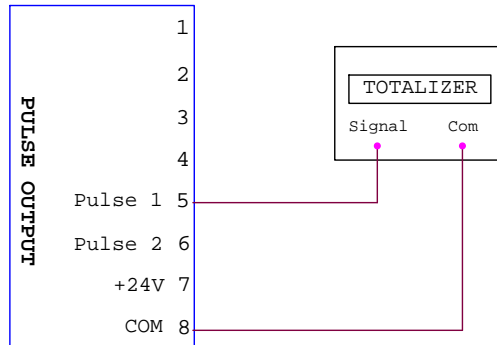 PULSE OUTPUT
1
2
3
4
Pulse 1 5
Pulse 2 6
+24V 7
COM 8
TOTALIZER
Signal Com